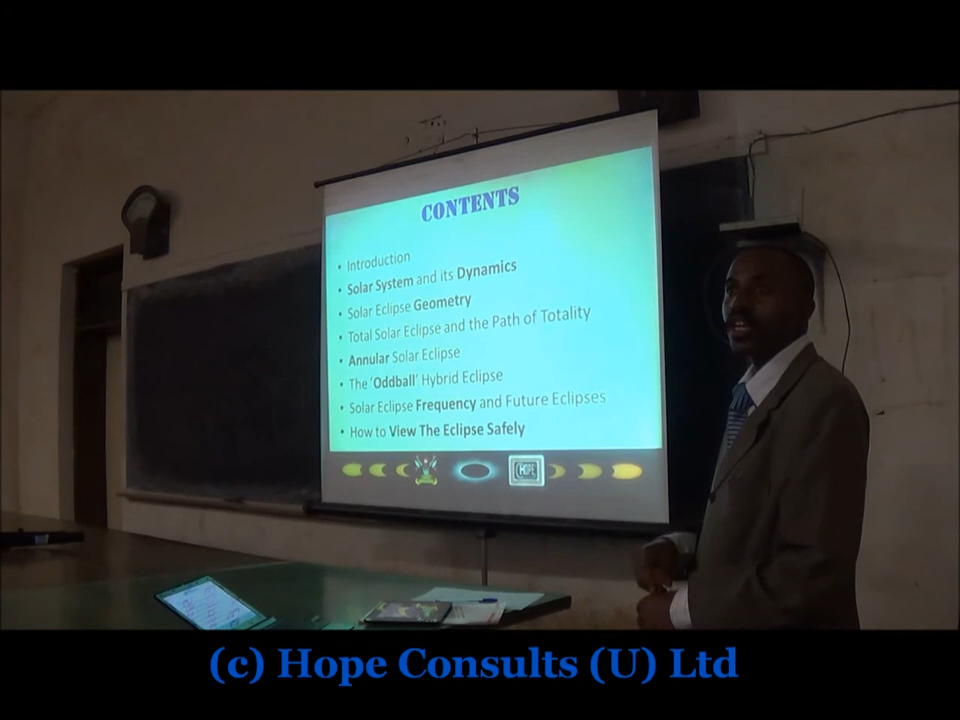 CONTENTS
• Introduction
• Solar System and its Dynamics
• Solar Eclipse Geometry
• Total Solar Eclipse and the Path of Totality
• Annular Solar Eclipse
• The 'Oddball' Hybrid Eclipse
• Solar Eclipse Frequency and Future Eclipses
• How to View The Eclipse Safely
HOPE
(c) Hope Consults (U) Ltd